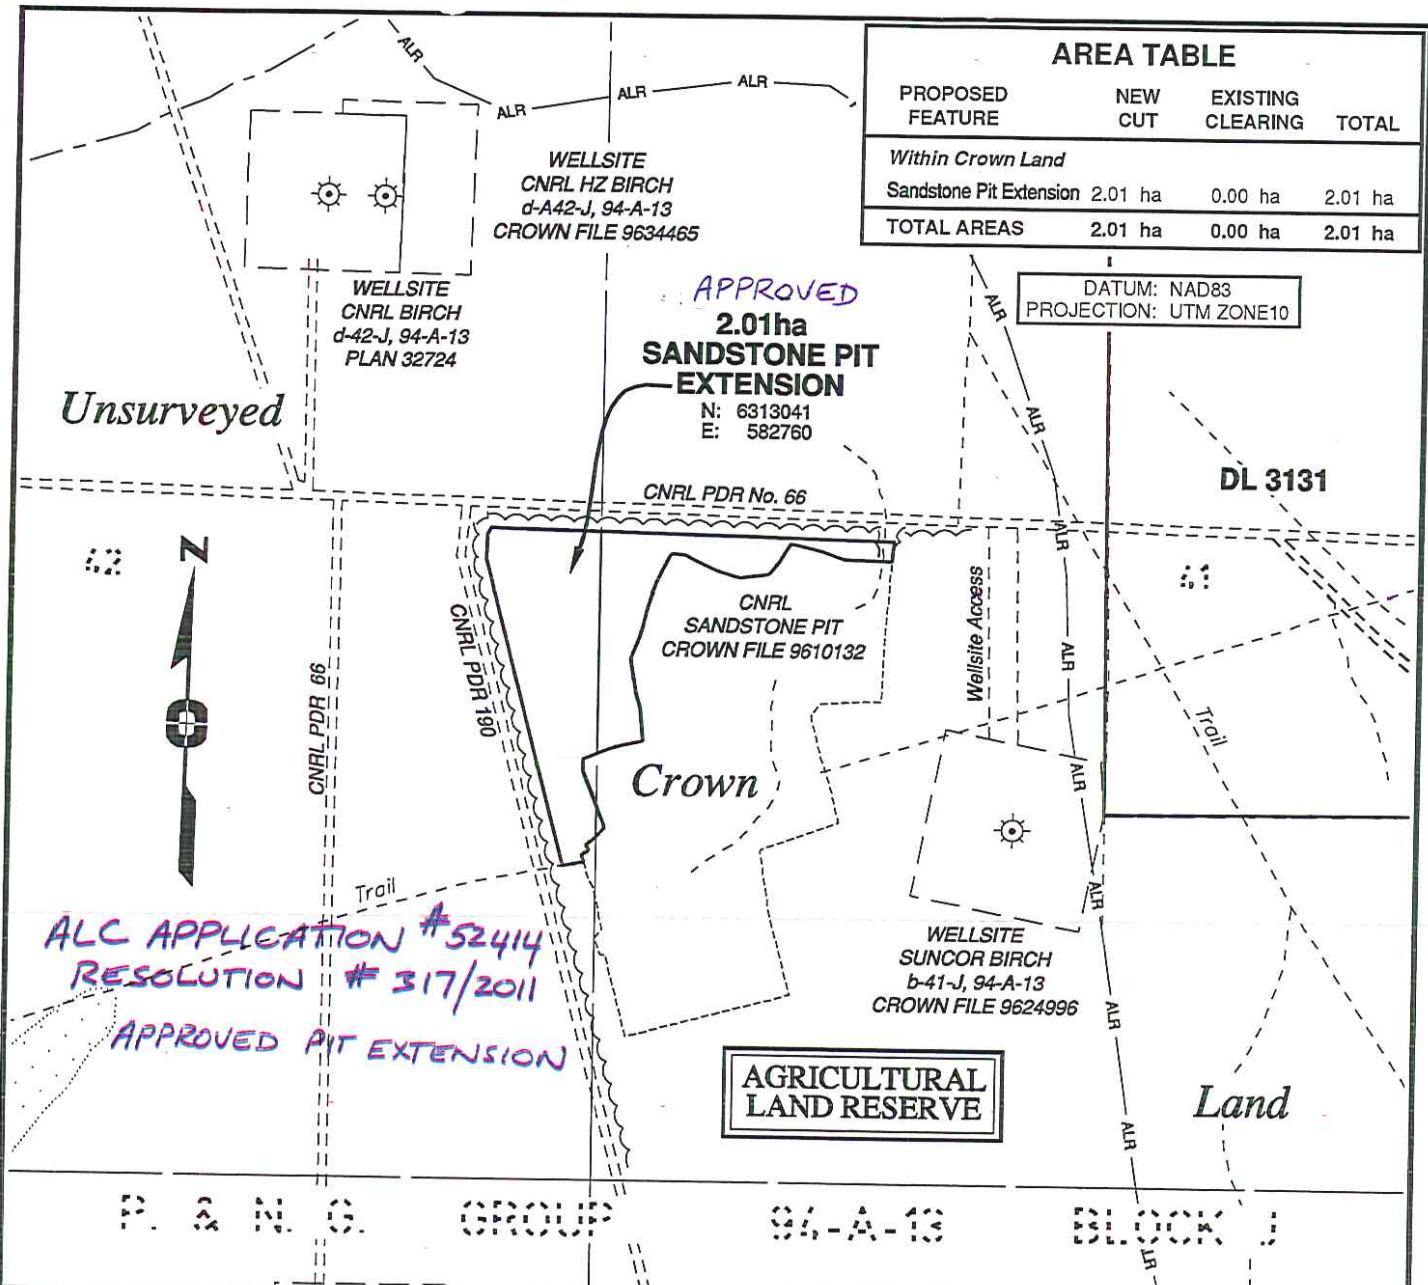 AREA TABLE
PROPOSED FEATURE NEW CUT EXISTING CLEARING TOTAL
Within Crown Land
Sandstone Pit Extension 2.01 ha 0.00 ha 2.01 ha
TOTAL AREAS 2.01 ha 0.00 ha 2.01 ha
DATUM: NAD83
PROJECTION: UTM ZONE10
ALR
ALR
ALR
ALR
WELLSITE
CNRL HZ BIRCH
d-A42-J, 94-A-13
CROWN FILE 9634465
WELLSITE
CNRL BIRCH
d-42-J, 94-A-13
PLAN 32724
APPROVED
2.01ha
SANDSTONE PIT
EXTENSION
N: 6313041
E: 582760
ALR
ALR
Unsurveyed
DL 3131
CNRL PDR No. 66
ALR
42
N
41
CNRL PDR 66
CNRL PDR 190
CNRL
SANDSTONE PIT
CROWN FILE 9610132
Wellsite Access
ALR
Trail
Crown
ALR
Trail
ALR
ALC APPLICATION #52414
RESOLUTION # 317/2011
APPROVED PIT EXTENSION
WELLSITE
SUNCOR BIRCH
b-41-J, 94-A-13
CROWN FILE 9624996
ALR
AGRICULTURAL
LAND RESERVE
Land
ALR
P. & N. G. GROUP 94-A-13 BLOCK J
LR